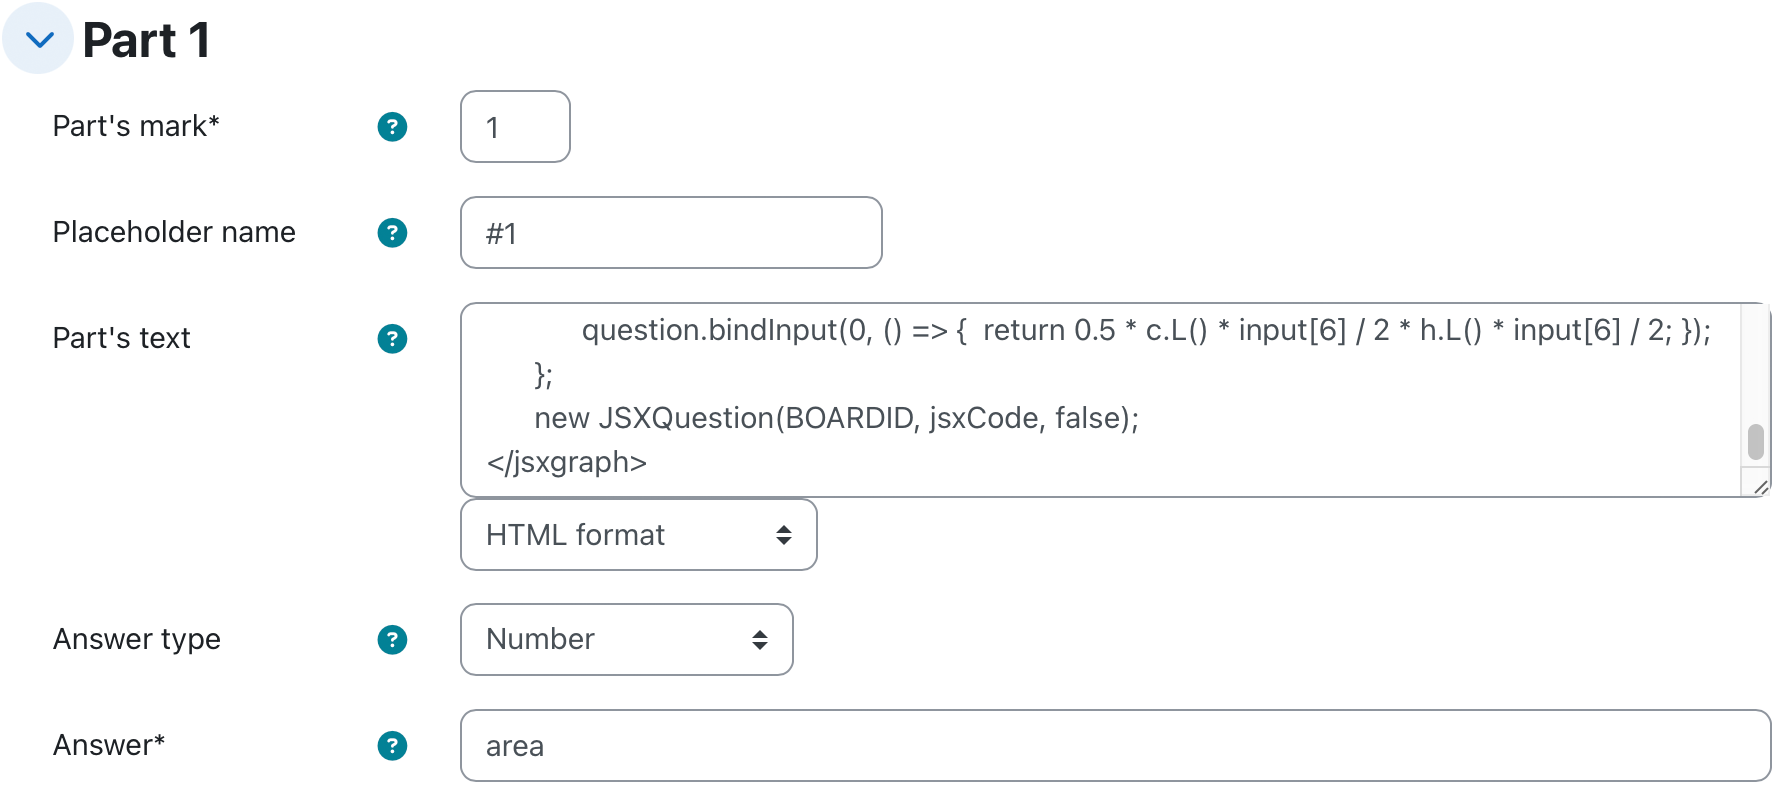 Part 1
Part's mark* ? 1
Placeholder name ? #1
Part's text ? question.bindInput(0, () => {  return 0.5 * c.L() * input[6] / 2 * h.L() * input[6] / 2; });
};
new JSXQuestion(BOARDID, jsxCode, false);
</jsxgraph>
HTML format
Answer type ? Number
Answer* ? area